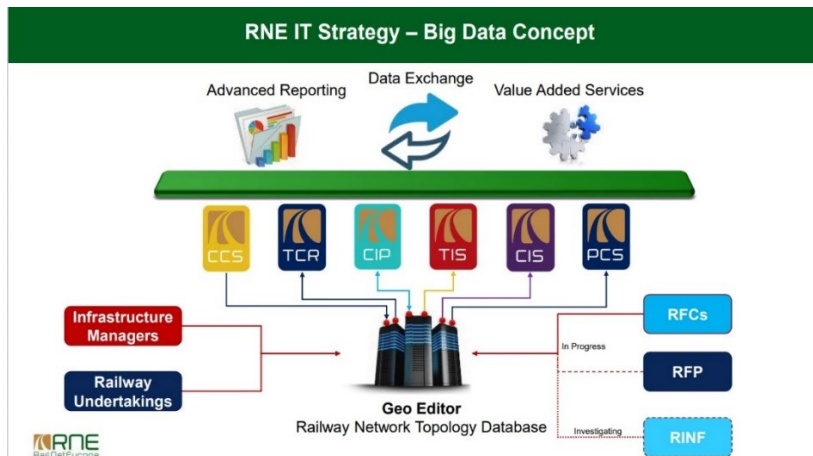 RNE IT Strategy – Big Data Concept
Data Exchange
Advanced Reporting
Value Added Services
CCS
TCR
CIP
TIS
CIS
PCS
Infrastructure
Managers
Railway
Undertakings
RFCs
In Progress
RFP
Geo Editor
Railway Network Topology Database
Investigating
RINF
RNE
RailNetEurope